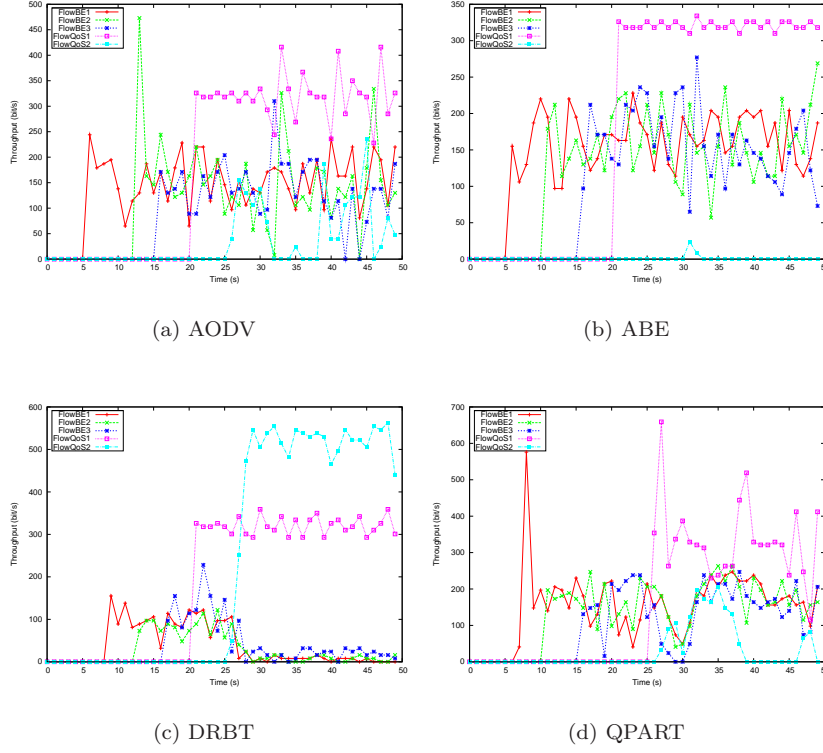 500
450
400
350
300
250
200
150
100
50
0
Throughput (bit/s)
FlowBE1
FlowBE2
FlowBE3
FlowQoS1
FlowQoS2
0 5 10 15 20 25 30 35 40 45 50
Time (s)
(a) AODV
350
300
250
200
150
100
50
0
Throughput (bit/s)
FlowBE1
FlowBE2
FlowBE3
FlowQoS1
FlowQoS2
0 5 10 15 20 25 30 35 40 45 50
Time (s)
(b) ABE
600
500
400
300
200
100
0
Throughput (bit/s)
FlowBE1
FlowBE2
FlowBE3
FlowQoS1
FlowQoS2
0 5 10 15 20 25 30 35 40 45 50
Time (s)
(c) DRBT
700
600
500
400
300
200
100
0
Throughput (bit/s)
FlowBE1
FlowBE2
FlowBE3
FlowQoS1
FlowQoS2
0 5 10 15 20 25 30 35 40 45 50
Time (s)
(d) QPART